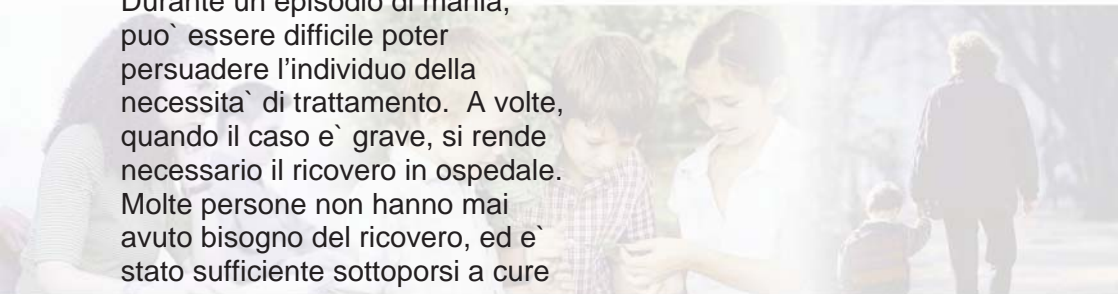 Durante un episodio di mania,
puo` essere difficile poter
persuadere l'individuo della
necessita` di trattamento.  A volte,
quando il caso e` grave, si rende
necessario il ricovero in ospedale.
Molte persone non hanno mai
avuto bisogno del ricovero, ed e`
stato sufficiente sottoporsi a cure